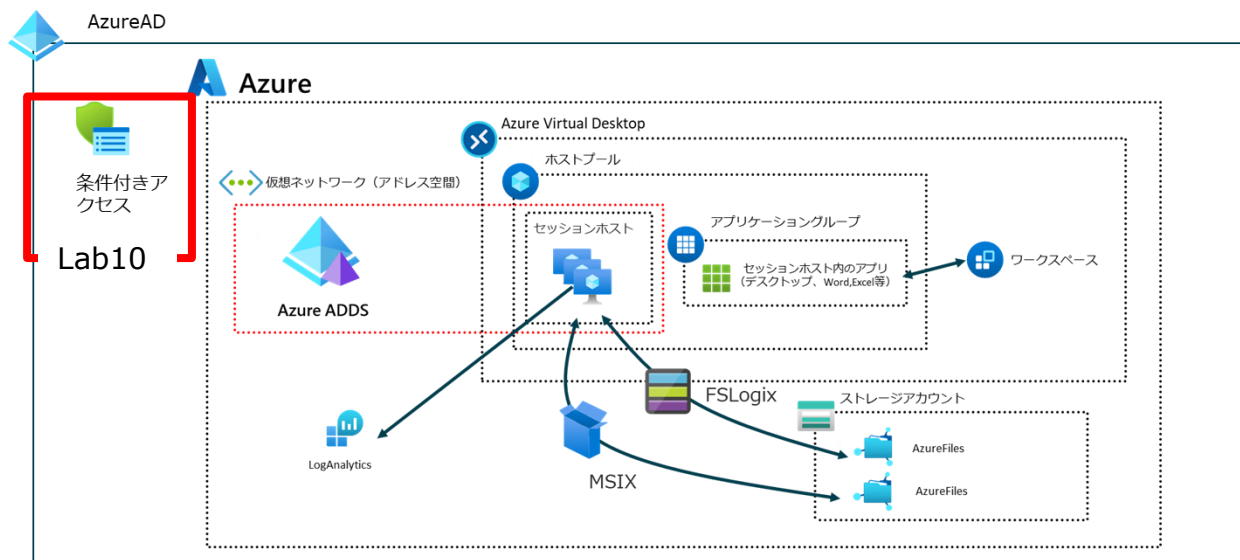 AzureAD
Azure
Azure Virtual Desktop
ホストプール
条件付きア
クセス
Lab10
仮想ネットワーク（アドレス空間）
セッションホスト
アプリケーショングループ
セッションホスト内のアプリ
（デスクトップ、Word,Excel等）
ワークスペース
Azure ADDS
FSLogix
ストレージアカウント
LogAnalytics
MSIX
AzureFiles
AzureFiles